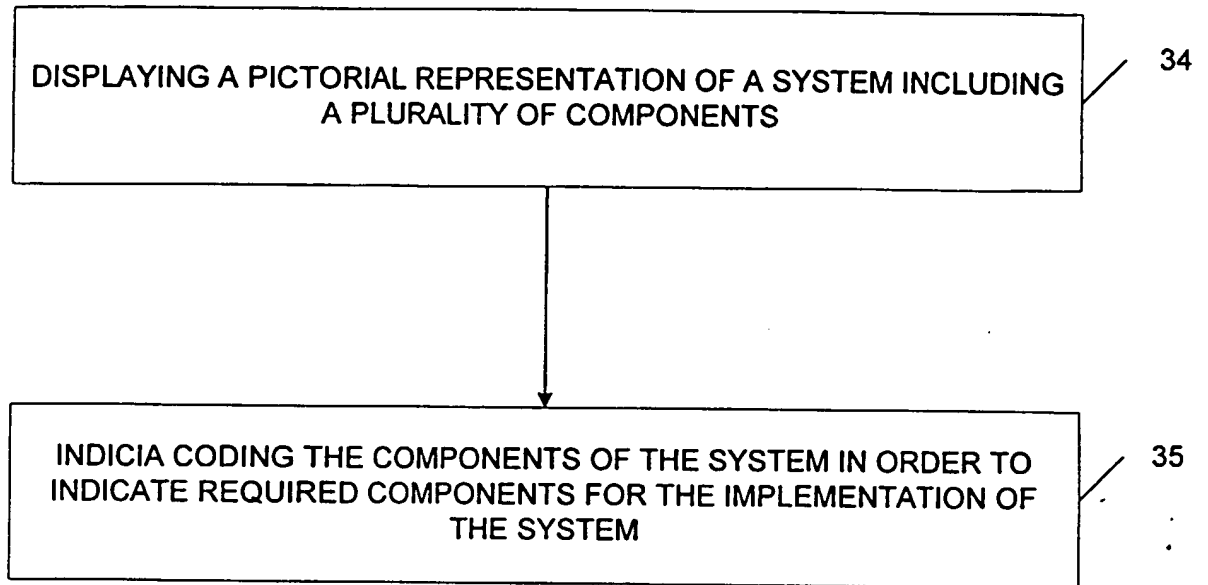 DISPLAYING A PICTORIAL REPRESENTATION OF A SYSTEM INCLUDING
A PLURALITY OF COMPONENTS
34
INDICIA CODING THE COMPONENTS OF THE SYSTEM IN ORDER TO
INDICATE REQUIRED COMPONENTS FOR THE IMPLEMENTATION OF
THE SYSTEM
35